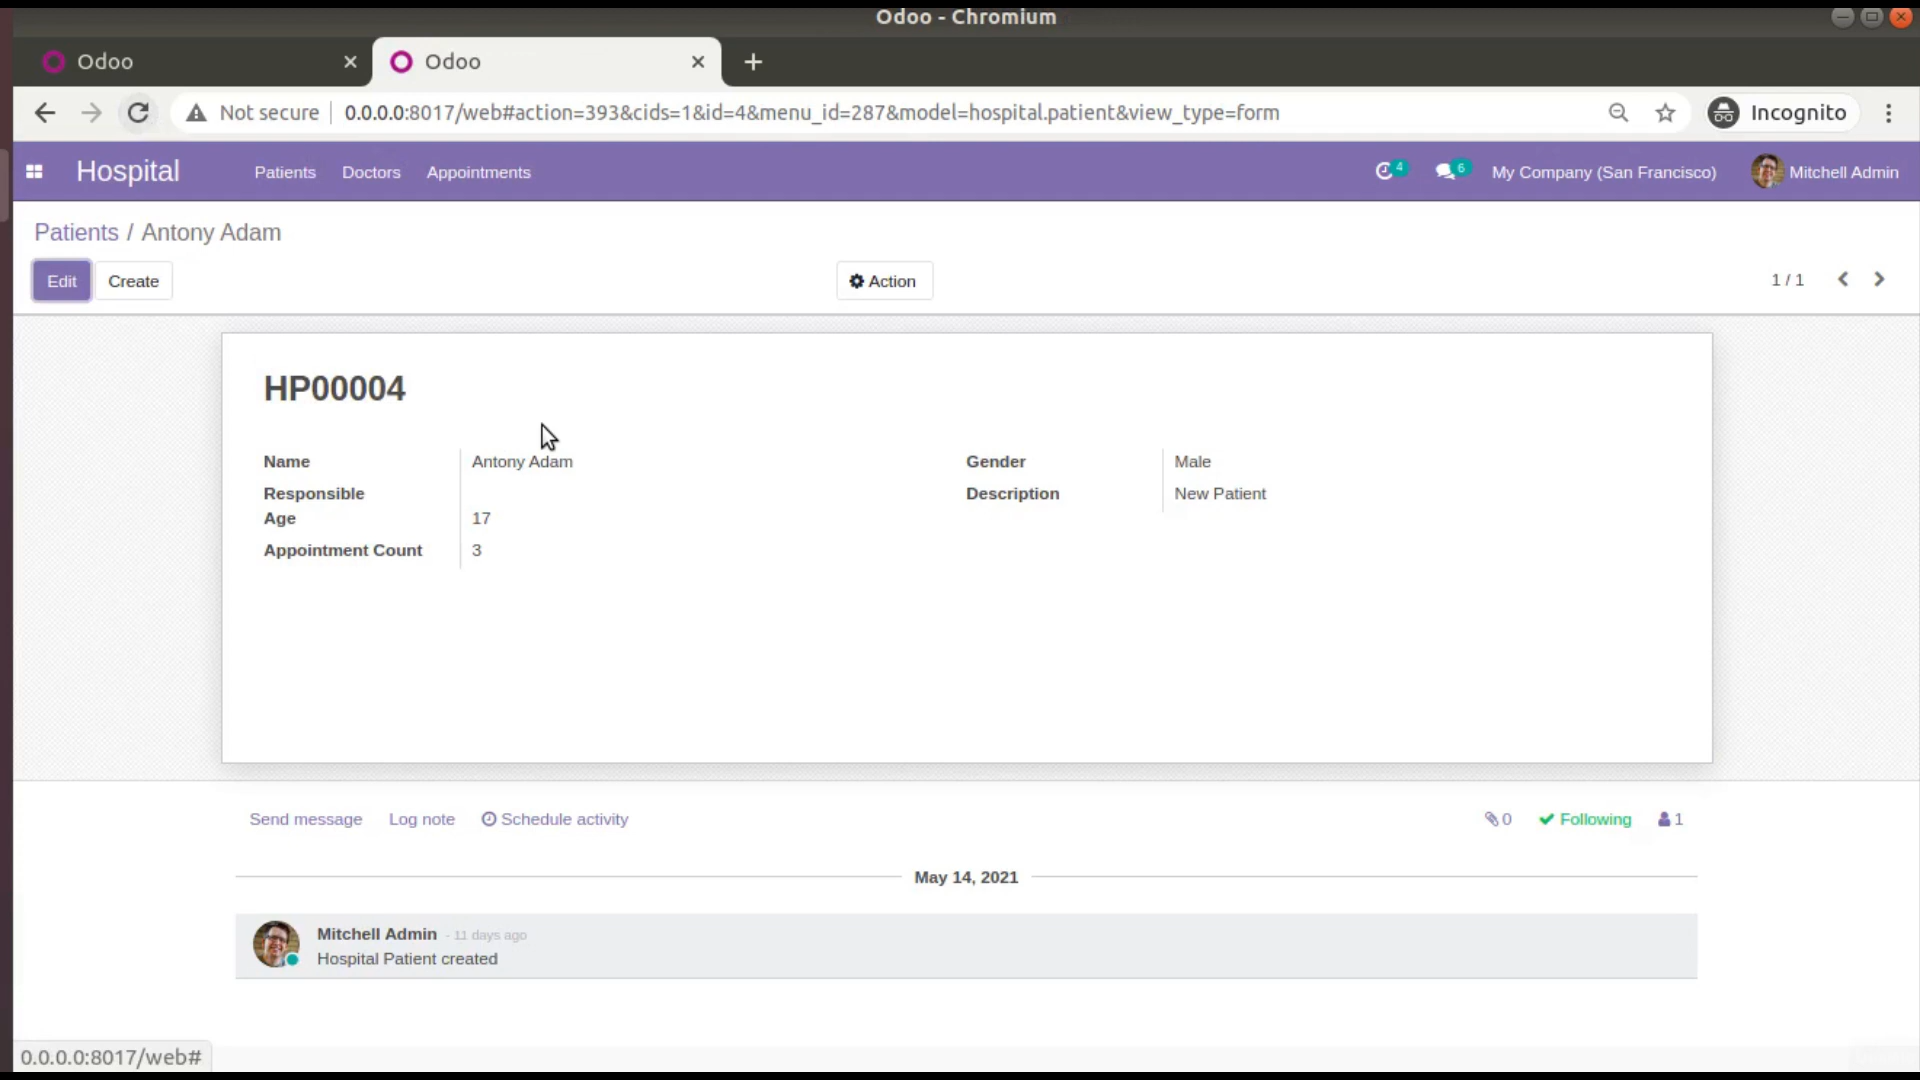 Odoo - Chromium
Odoo
Odoo
Not secure 0.0.0.0:8017/web#action=393&cids=1&id=4&menu_id=287&model=hospital.patient&view_type=form Incognito
Hospital Patients Doctors Appointments 4 6 My Company (San Francisco) Mitchell Admin
Patients / Antony Adam
Edit Create Action 1 / 1
HP00004
Name Antony Adam Gender Male
Responsible Description New Patient
Age 17
Appointment Count 3
Send message Log note Schedule activity 0 Following 1
May 14, 2021
Mitchell Admin - 11 days ago
Hospital Patient created
0.0.0.0:8017/web#